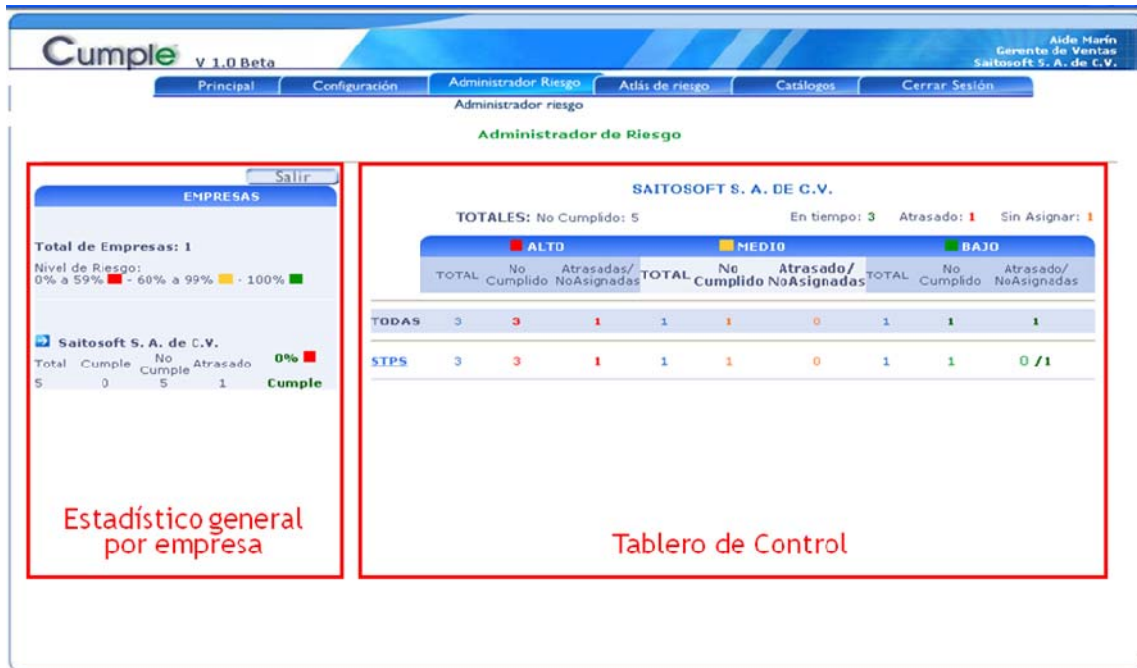 Cumple V 1.0 Beta
Aide Marín
Gerente de Ventas
Saitosoft S. A. de C.V.
Principal Configuración Administrador Riesgo Atlás de riesgo Catálogos Cerrar Sesión
Administrador riesgo
Administrador de Riesgo
Salir
EMPRESAS
Total de Empresas: 1
Nivel de Riesgo:
0% a 59% - 60% a 99% - 100%
Saitosoft S. A. de C.V.
Total Cumple No Cumple Atrasado 0%
5 0 5 1 Cumple
Estadístico general
por empresa
SAITOSOFT S. A. DE C.V.
TOTALES: No Cumplido: 5 En tiempo: 3 Atrasado: 1 Sin Asignar: 1
ALTO MEDIO BAJO
TOTAL No Cumplido Atrasadas/NoAsignadas TOTAL No Cumplido Atrasado/NoAsignadas TOTAL No Cumplido Atrasado/NoAsignadas
TODAS 3 3 1 1 1 0 1 1 1
STPS 3 3 1 1 1 0 1 1 0 /1
Tablero de Control